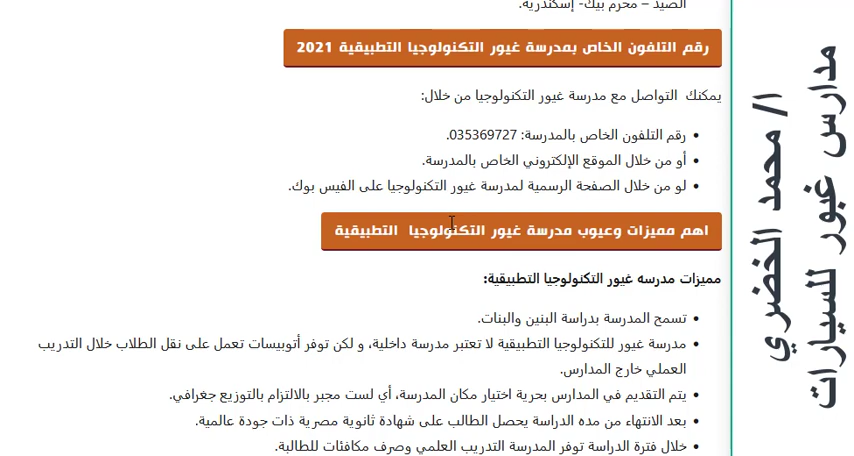 الصيد – محرم بيك- إسكندرية.
رقم التلفون الخاص بمدرسة غيور التكنولوجيا التطبيقية 2021
يمكنك التواصل مع مدرسة غيور التكنولوجيا من خلال:
• رقم التلفون الخاص بالمدرسة: 035369727.
• أو من خلال الموقع الإلكتروني الخاص بالمدرسة.
• لو من خلال الصفحة الرسمية لمدرسة غيور التكنولوجيا على الفيس بوك.
اهم مميزات وعيوب مدرسة غيور التكنولوجيا التطبيقية
مميزات مدرسه غيور التكنولوجيا التطبيقية:
• تسمح المدرسة بدراسة البنين والبنات.
• مدرسة غيور للتكنولوجيا التطبيقية لا تعتبر مدرسة داخلية، و لكن توفر أتوبيسات تعمل على نقل الطلاب خلال التدريب
العملي خارج المدارس.
• يتم التقديم في المدارس بحرية اختيار مكان المدرسة، أي لست مجبر بالالتزام بالتوزيع جغرافي.
• بعد الانتهاء من مده الدراسة يحصل الطالب على شهادة ثانوية مصرية ذات جودة عالمية.
• خلال فترة الدراسة توفر المدرسة التدريب العلمي وصرف مكافئات للطالبة.
مدارس غبور للسيارات
ا/ محمد الخضري